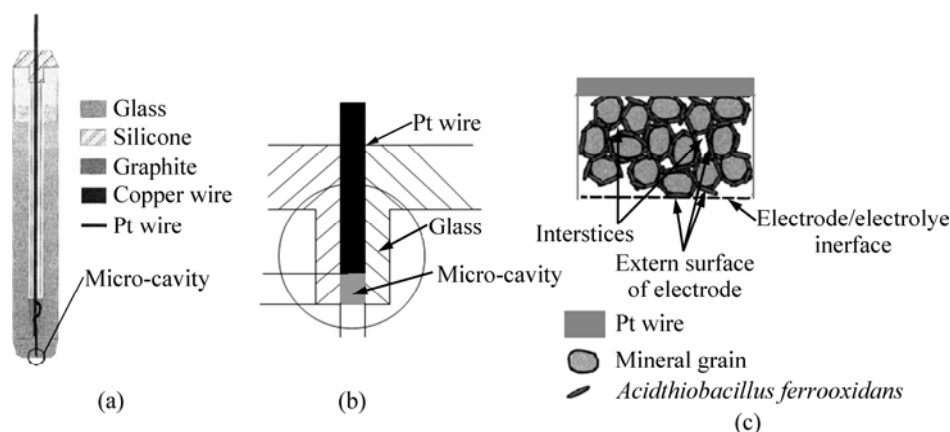 Glass
Silicone
Graphite
Copper wire
Pt wire
Micro-cavity
(a)
Pt wire
Glass
Micro-cavity
(b)
Interstices
Extern surface
of electrode
Electrode/electrolye
inerface
Pt wire
Mineral grain
Acidthiobacillus ferrooxidans
(c)